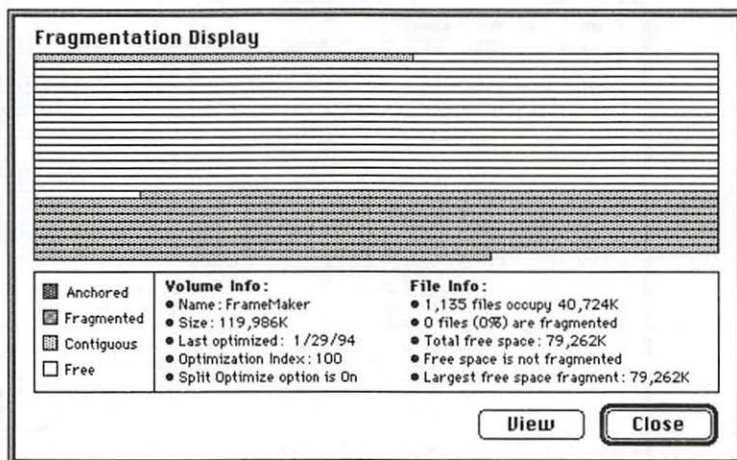 Fragmentation Display
Anchored
Fragmented
Contiguous
Free
Volume Info:
• Name: FrameMaker
• Size: 119,986K
• Last optimized: 1/29/94
• Optimization Index: 100
• Split Optimize option is On
File Info:
• 1,135 files occupy 40,724K
• 0 files (0%) are fragmented
• Total free space: 79,262K
• Free space is not fragmented
• Largest free space fragment: 79,262K
View
Close